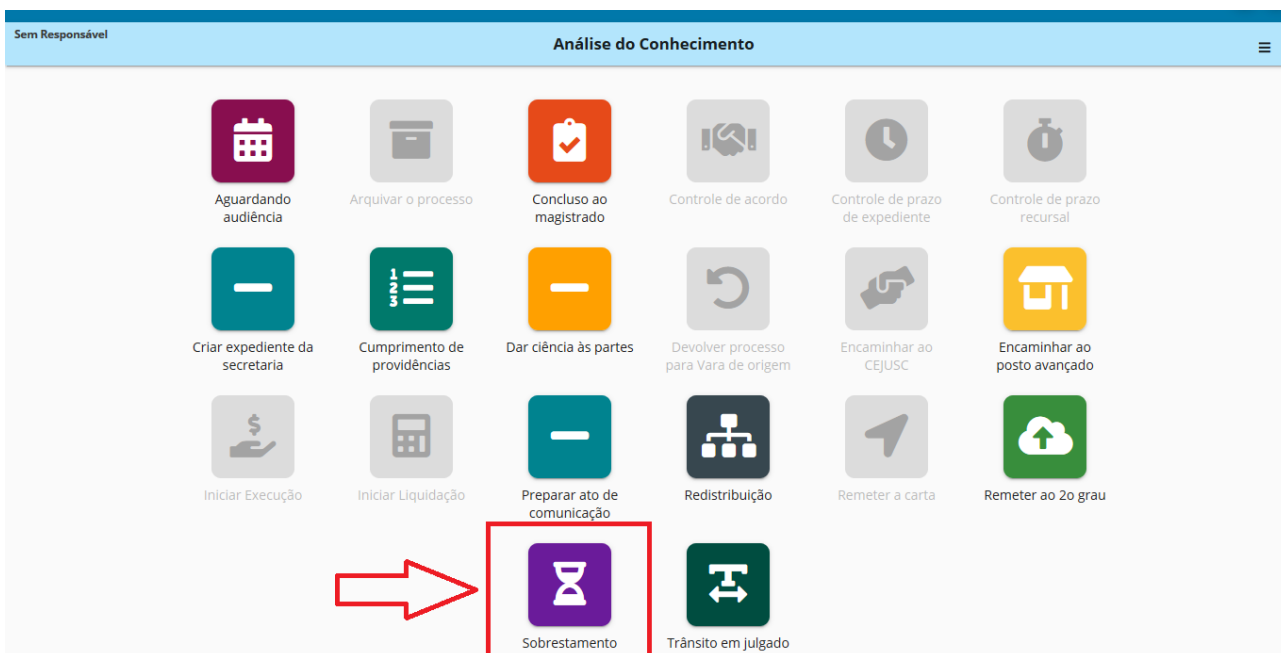 Sem Responsável
Análise do Conhecimento
Aguardando
audiência
Arquivar o processo
Concluso ao
magistrado
Controle de acordo
Controle de prazo
de expediente
Controle de prazo
recursal
Criar expediente da
secretaria
1
2
3
Cumprimento de
providências
Dar ciência às partes
Devolver processo
para Vara de origem
Encaminhar ao
CEJUSC
Encaminhar ao
posto avançado
$
Iniciar Execução
Iniciar Liquidação
Preparar ato de
comunicação
Redistribuição
Remeter a carta
Remeter ao 2o grau
Sobrestamento
Trânsito em julgado